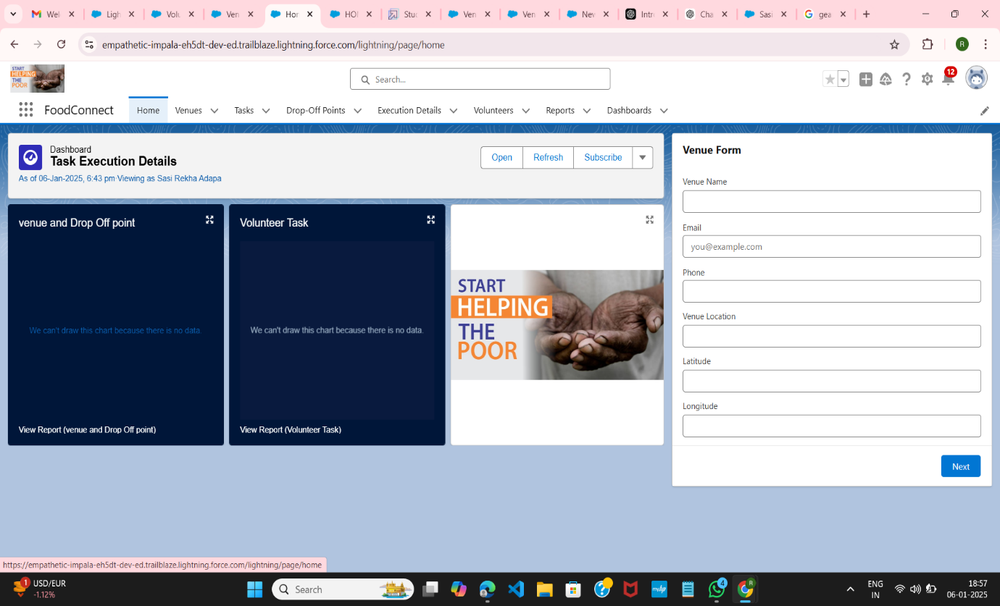 Wel
Ligh
Volu
Ven
Hor
HOI
Stuc
Ven
Ven
New
Intr
Cha
Sasi
gea
empathetic-impala-eh5dt-dev-ed.trailblaze.lightning.force.com/lightning/page/home
R
START
HELPING
THE
POOR
Search...
12
FoodConnect
Home
Venues
Tasks
Drop-Off Points
Execution Details
Volunteers
Reports
Dashboards
Dashboard
Task Execution Details
As of 06-Jan-2025, 6:43 pm·Viewing as Sasi Rekha Adapa
Open
Refresh
Subscribe
venue and Drop Off point
We can't draw this chart because there is no data.
View Report (venue and Drop Off point)
Volunteer Task
We can't draw this chart because there is no data.
View Report (Volunteer Task)
START
HELPING
THE
POOR
Venue Form
Venue Name
Email
you@example.com
Phone
Venue Location
Latitude
Longitude
Next
https://empathetic-impala-eh5dt-dev-ed.trailblaze.lightning.force.com/lightning/page/home
1
USD/EUR
-1.12%
Search
4
R
ENG
IN
18:57
06-01-2025